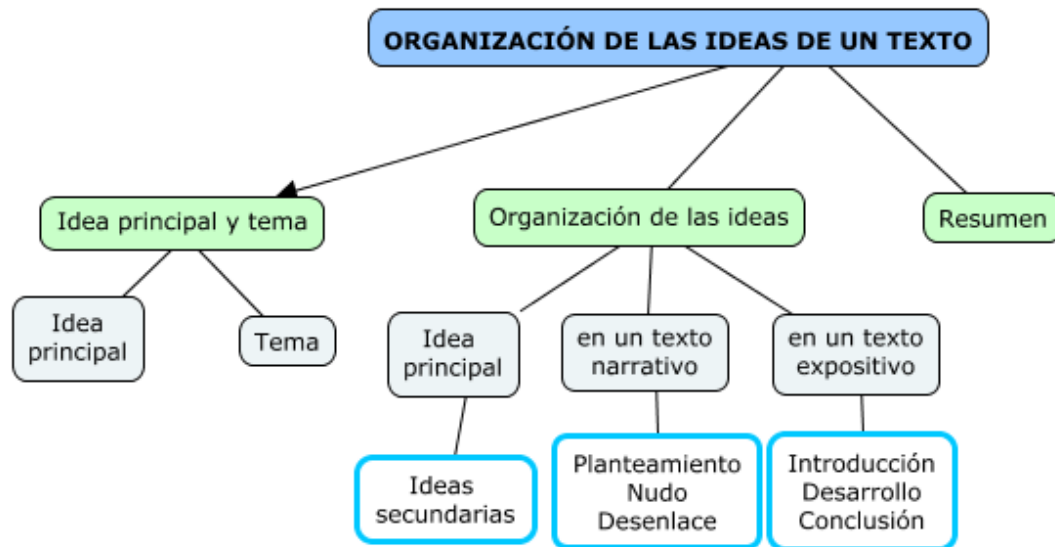 ORGANIZACIÓN DE LAS IDEAS DE UN TEXTO
Idea principal y tema
Organización de las ideas
Resumen
Idea
principal
Tema
Idea
principal
en un texto
narrativo
en un texto
expositivo
Ideas
secundarias
Planteamiento
Nudo
Desenlace
Introducción
Desarrollo
Conclusión